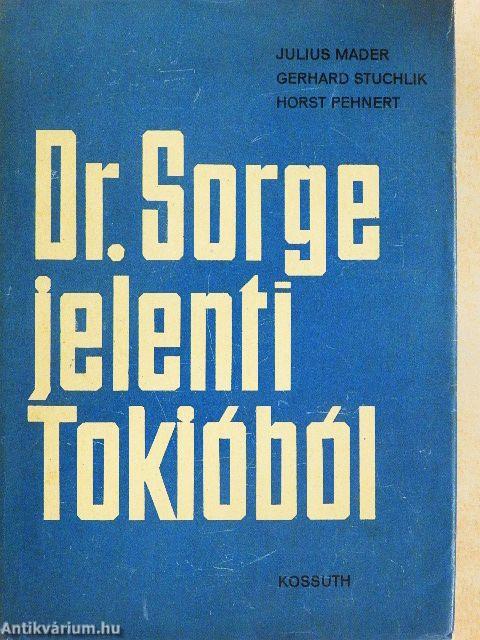 JULIUS MADER
GERHARD STUCHLIK
HORST PEHNERT
Dr. Sorge
jelenti
Tokióból
KOSSUTH
Antikvárium.hu